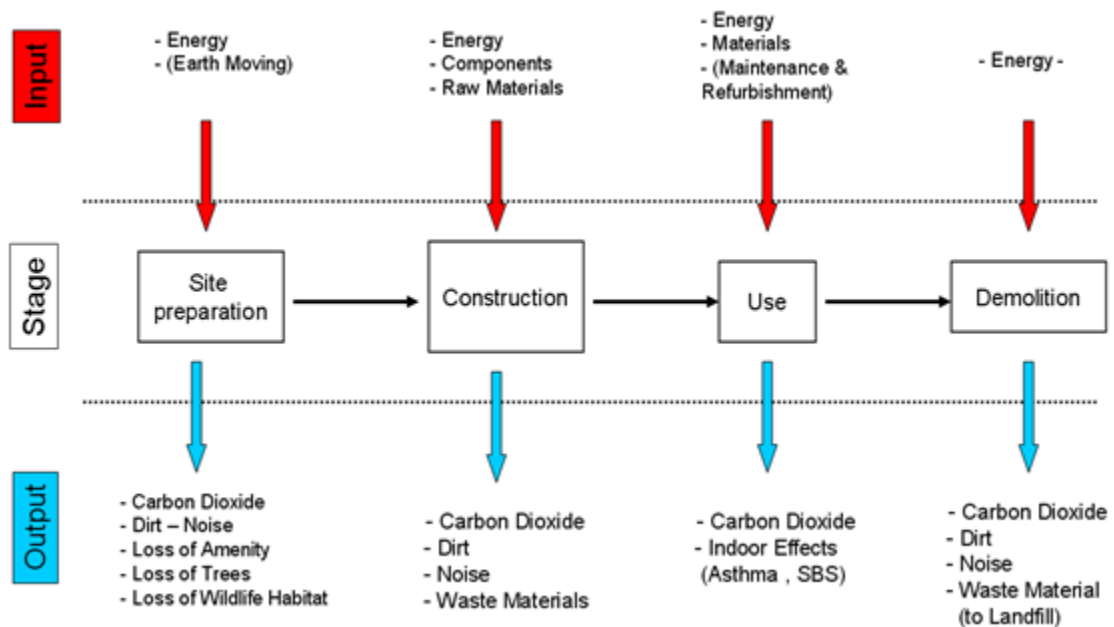 Input
- Energy
- (Earth Moving)
- Energy
- Components
- Raw Materials
- Energy
- Materials
- (Maintenance &
Refurbishment)
- Energy -
Stage
Site
preparation
Construction
Use
Demolition
Output
- Carbon Dioxide
- Dirt – Noise
- Loss of Amenity
- Loss of Trees
- Loss of Wildlife Habitat
- Carbon Dioxide
- Dirt
- Noise
- Waste Materials
- Carbon Dioxide
- Indoor Effects
(Asthma , SBS)
- Carbon Dioxide
- Dirt
- Noise
- Waste Material
(to Landfill)